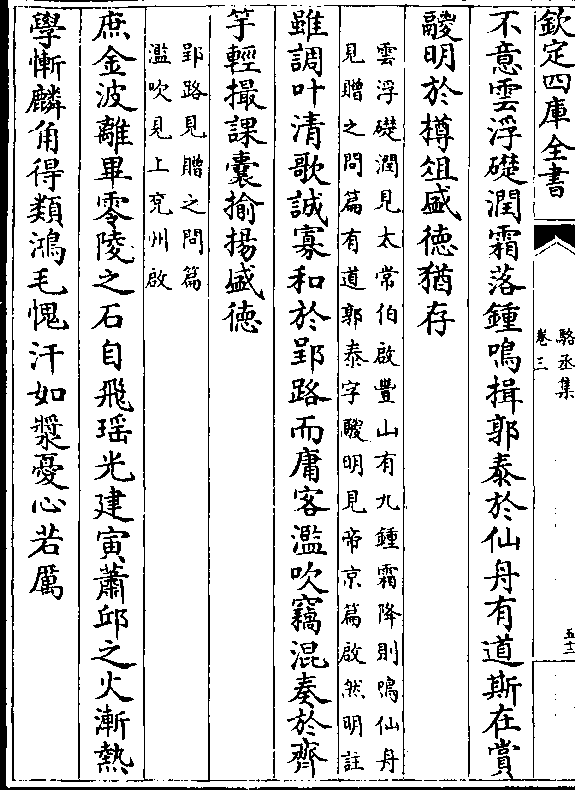 欽定四庫全書
駱丞集
卷三
五十二
不意雲浮礎潤霜落鍾鳴揖郭泰於仙舟有道斯在賞
鬷明於樽俎盛德猶存
雲浮礎潤見太常伯啟豐山有九鍾霜降則鳴仙舟
見贈之問篇有道郭泰字鬷明見帝京篇啟然明註
雖調叶清歌誠寡和於郢路而庸客濫吹竊混奏於齊
竽輕撮課囊揄揚盛徳
郢路見贈之問篇
濫吹見上兖州啟
庶金波離畢零陵之石自飛瑶光建寅蕭邱之火漸熱
學慚麟角得類鴻毛愧汗如漿憂心若厲